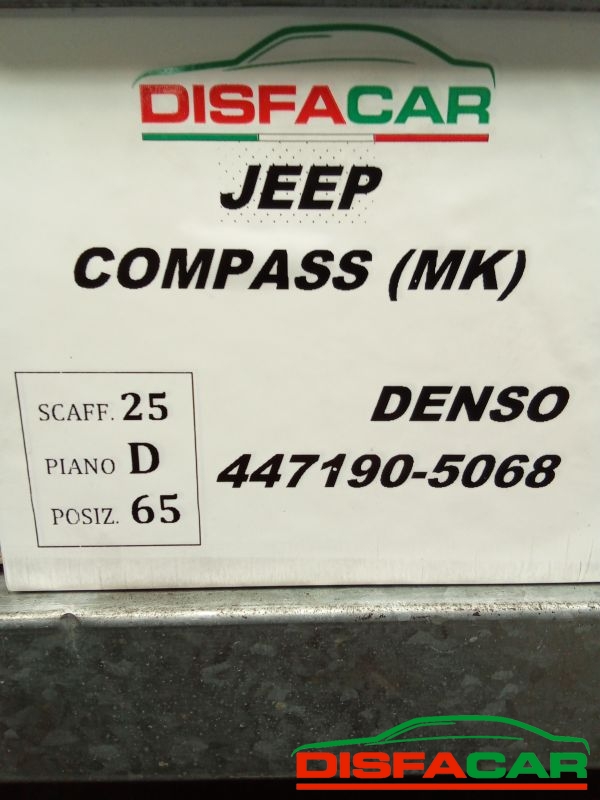 DISFACAR
JEEP
COMPASS (MK)
SCAFF. 25
PIANO D
POSIZ. 65
DENSO
447190-5068
DISFACAR